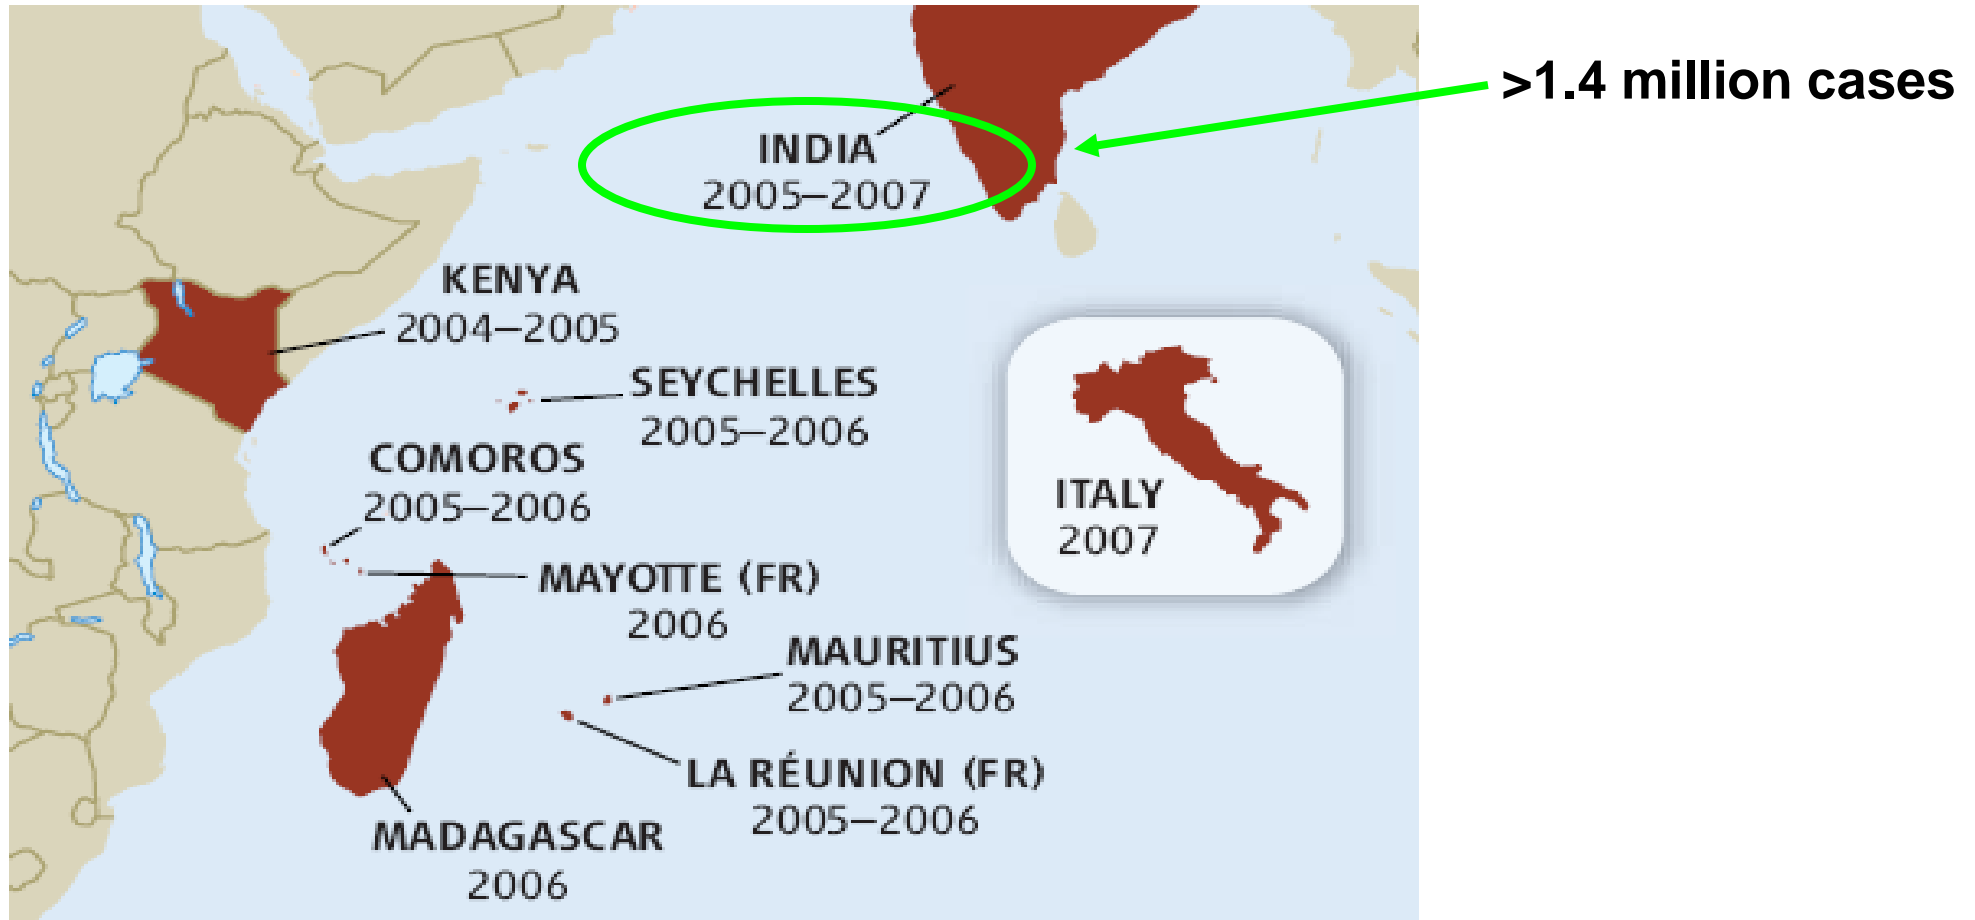 >1.4 million cases
INDIA
2005–2007
KENYA
2004–2005
SEYCHELLES
2005–2006
COMOROS
2005–2006
ITALY
2007
MAYOTTE (FR)
2006
MAURITIUS
2005–2006
LA RÉUNION (FR)
2005–2006
MADAGASCAR
2006